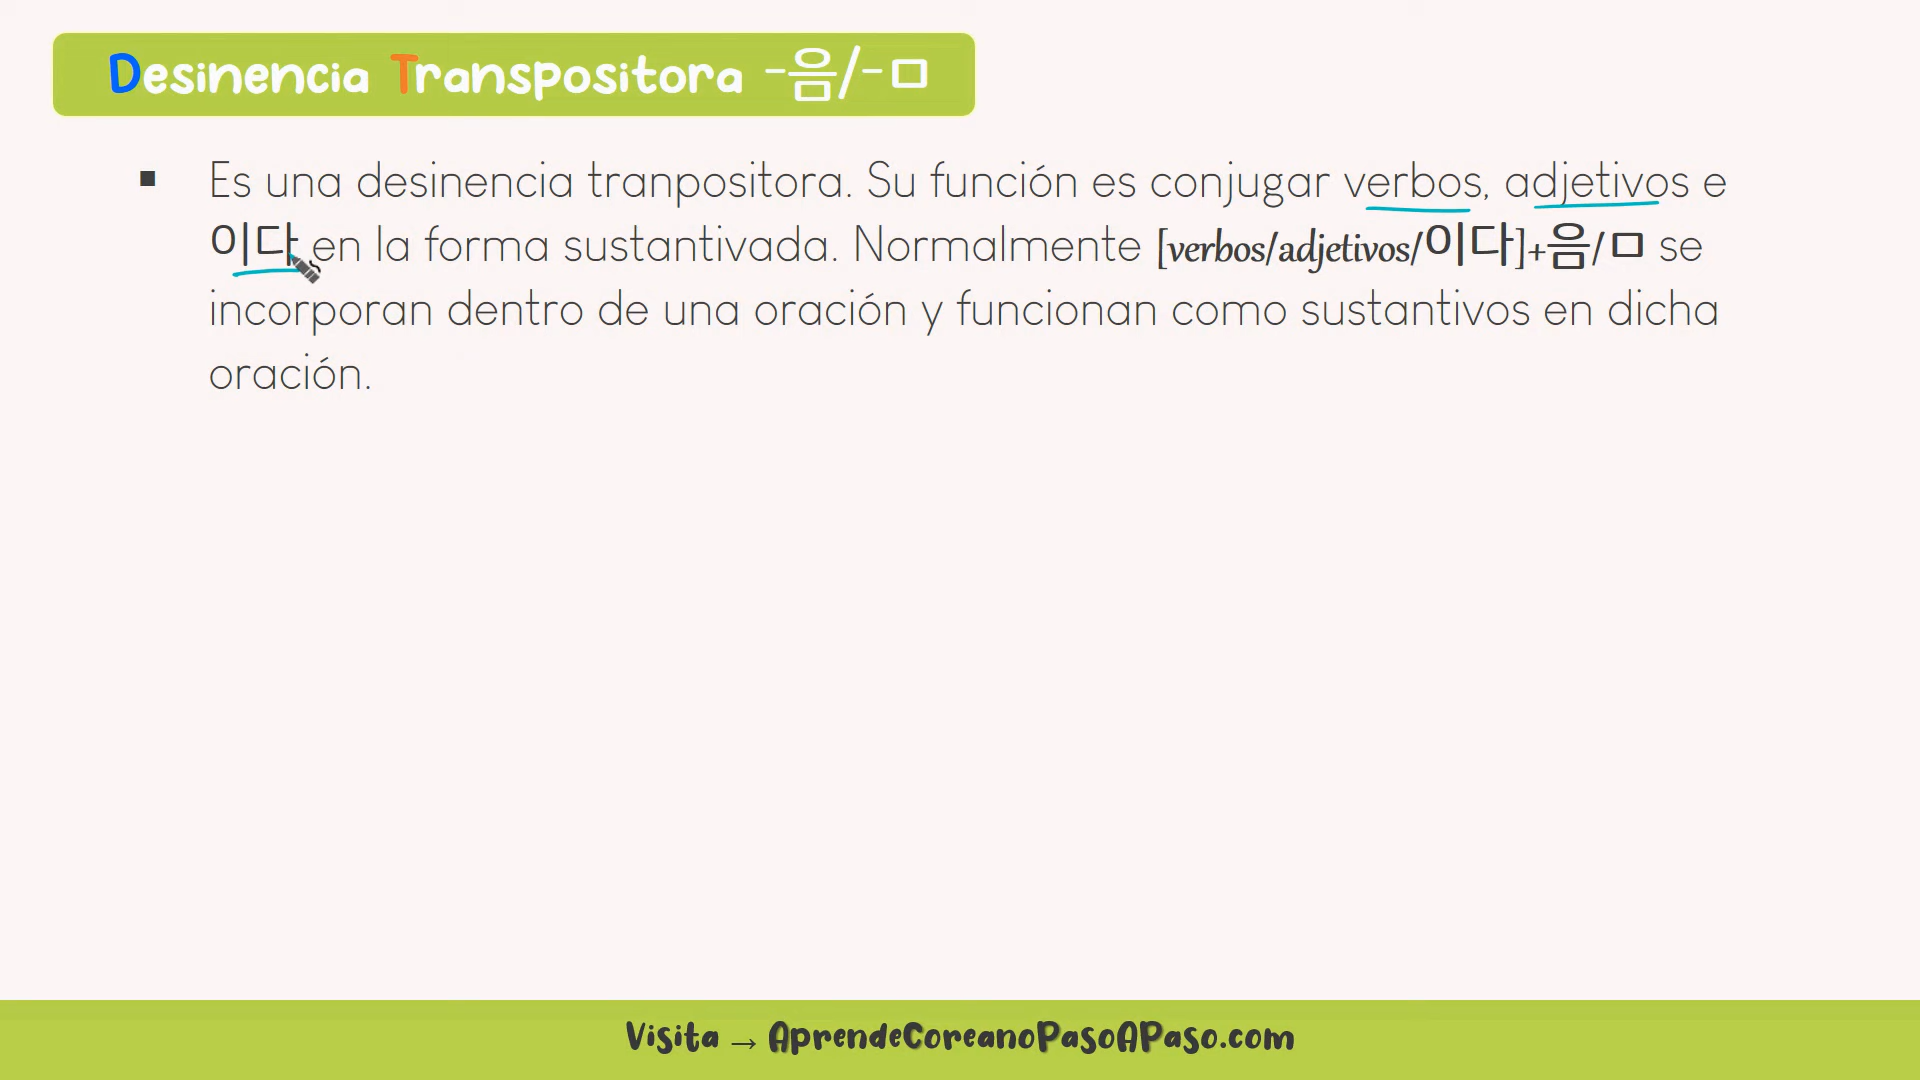 Desinencia Transpositora -음/-ㅁ
▪ Es una desinencia tranpositora. Su función es conjugar verbos, adjetivos e
이다 en la forma sustantivada. Normalmente [verbos/adjetivos/이다]+음/ㅁ se
incorporan dentro de una oración y funcionan como sustantivos en dicha
oración.
Visita → AprendeCoreanoPasoAPaso.com